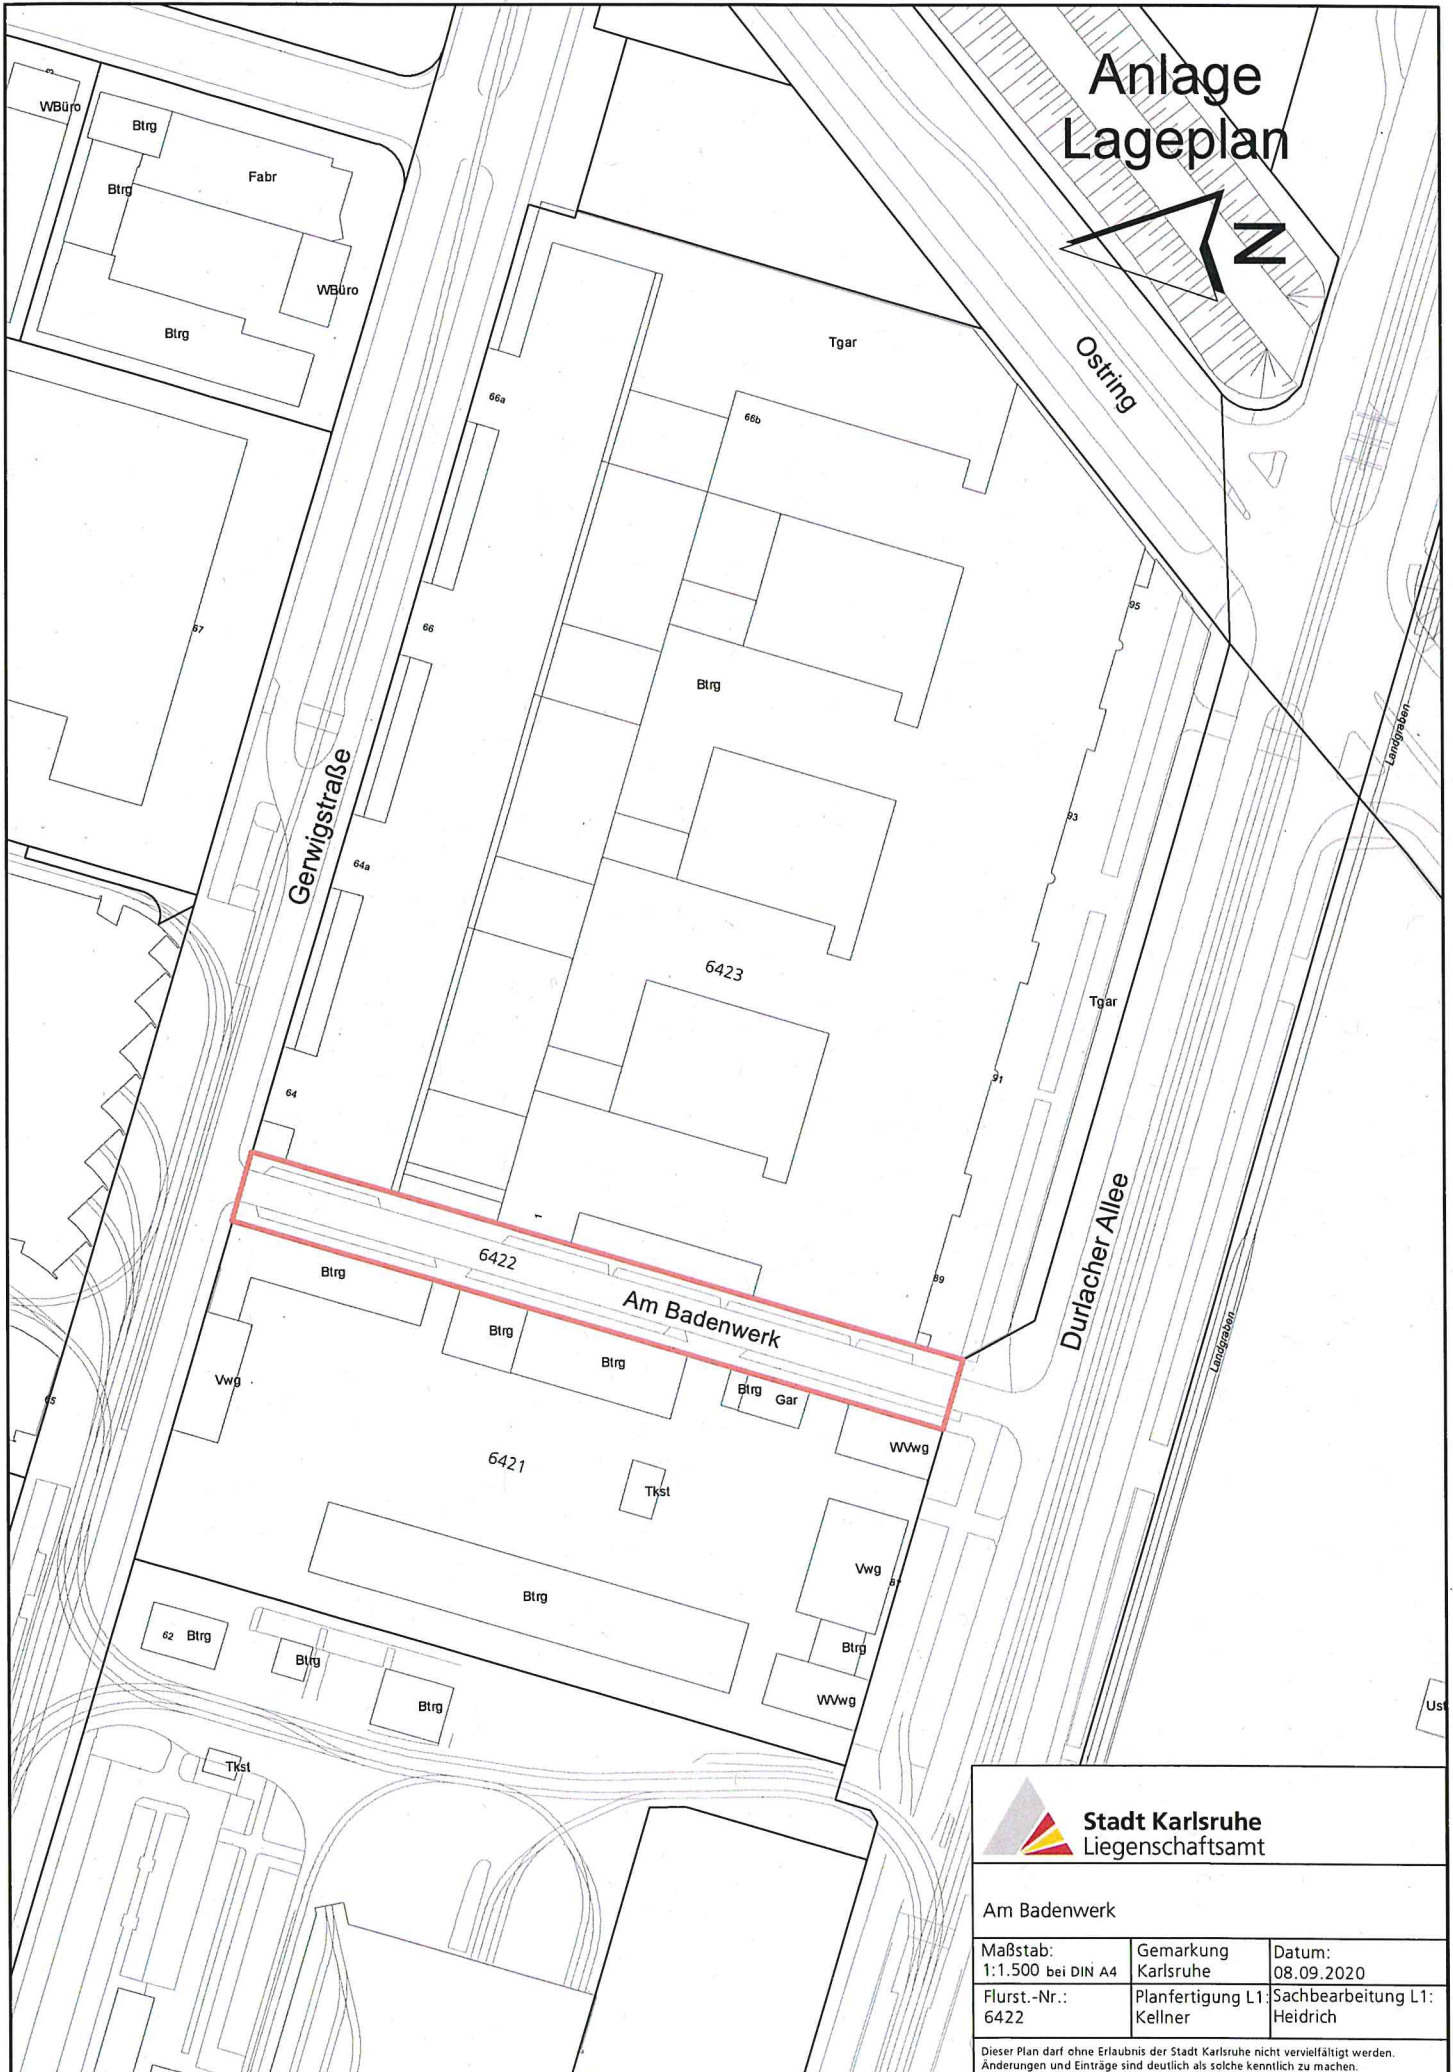 Anlage
Lageplan
N
3
WBüro
Btrg
Fabr
Btrg
WBüro
Btrg
Tgar
Ostring
66a
66b
95
67
66
Btrg
Landgraben
93
Gerwigstraße
64a
6423
Tgar
91
64
1
6422
Am Badenwerk
89
Durlacher Allee
Btrg
Btrg
Btrg
Landgraben
Vwg
Btrg
Gar
65
WVwg
6421
Tkst
Vwg
87
Btrg
62 Btrg
Btrg
Btrg
Btrg
WVwg
Tkst
Stadt Karlsruhe
Liegenschaftsamt
Am Badenwerk
Maßstab:
1:1.500 bei DIN A4
Gemarkung
Karlsruhe
Datum:
08.09.2020
Flurst.-Nr.:
6422
Planfertigung L1:
Kellner
Sachbearbeitung L1:
Heidrich
Dieser Plan darf ohne Erlaubnis der Stadt Karlsruhe nicht vervielfältigt werden.
Änderungen und Einträge sind deutlich als solche kenntlich zu machen.